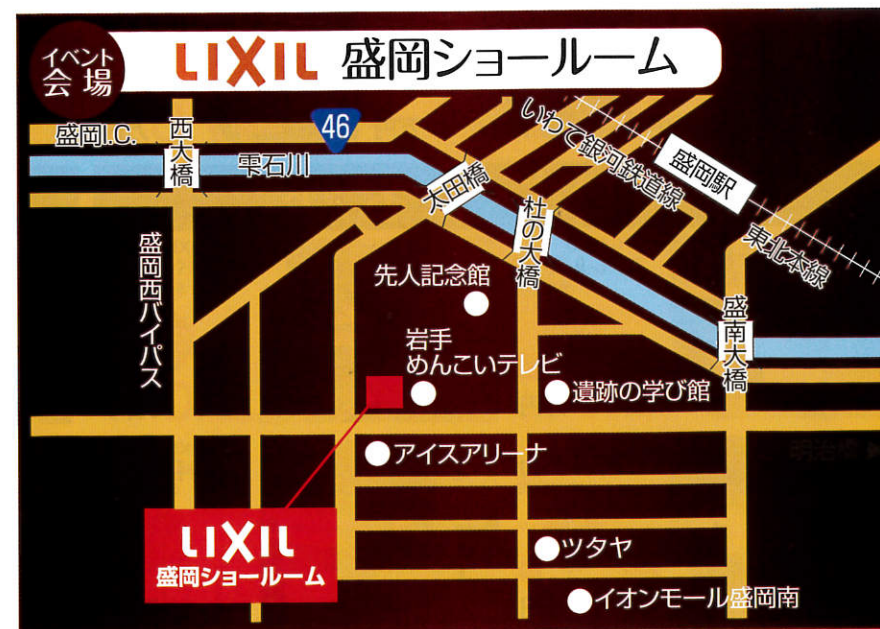 イベント
会場
LIXIL 盛岡ショールーム
盛岡I.C.
西大橋
46
雫石川
太田橋
いわて銀河鉄道線
盛岡駅
杜の大橋
東北本線
盛岡西バイパス
先人記念館
盛南大橋
岩手
めんこいテレビ
遺跡の学び館
アイスアリーナ
明治橋▶
LIXIL
盛岡ショールーム
ツタヤ
イオンモール盛岡南